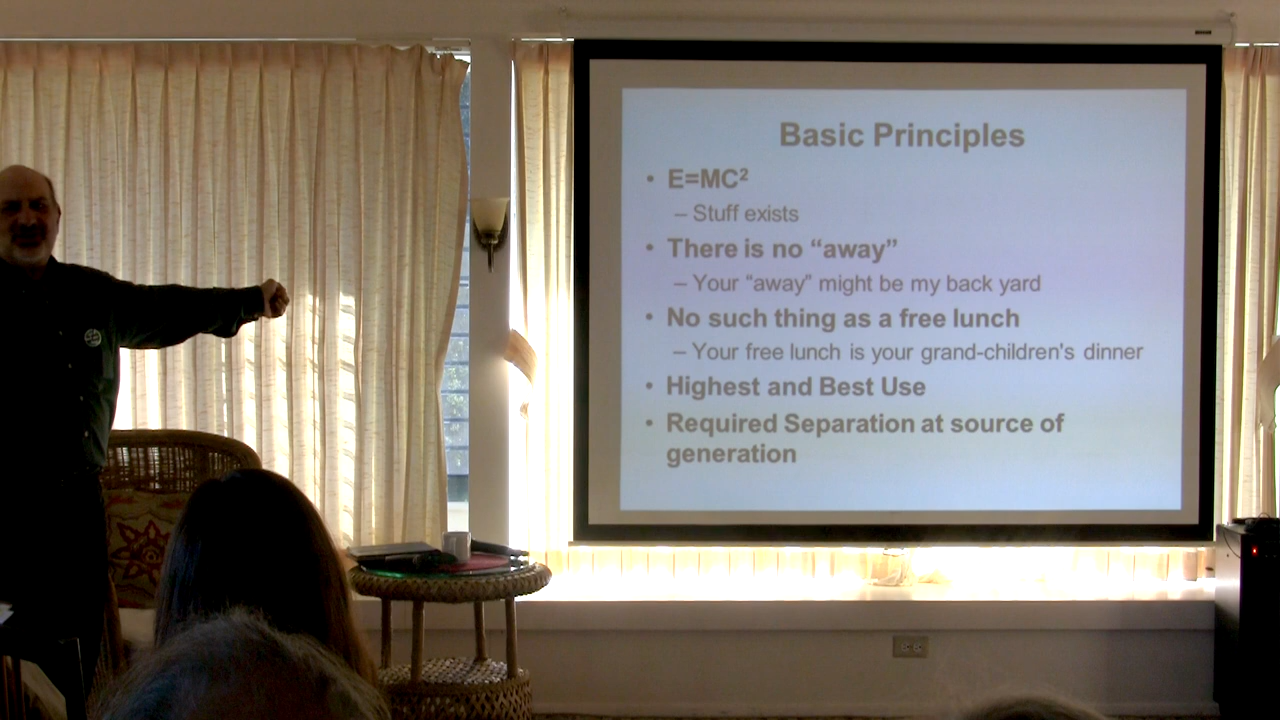 Basic Principles
• E=MC²
– Stuff exists
• There is no “away”
– Your “away” might be my back yard
• No such thing as a free lunch
– Your free lunch is your grand-children's dinner
• Highest and Best Use
• Required Separation at source of
generation